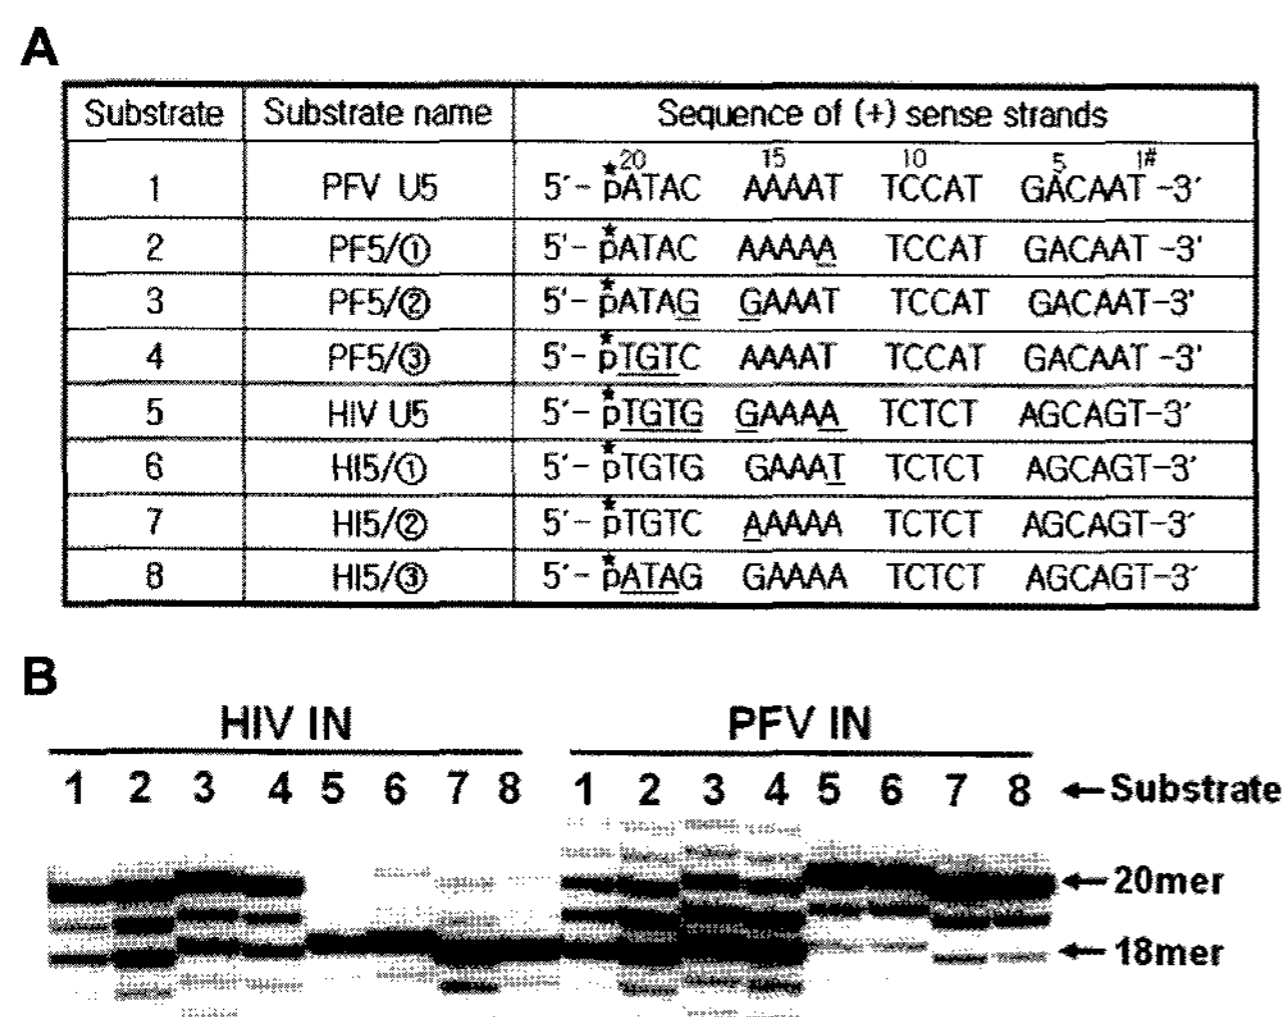 A
Substrate Substrate name Sequence of (+) sense strands
20 15 10 5 1#
1 PFV U5 5′- ★pATAC AAAAT TCCAT GACAAT -3′
2 PF5/① 5′- ★pATAC AAAAA TCCAT GACAAT -3′
3 PF5/② 5′- ★pATAG GAAAT TCCAT GACAAT-3′
4 PF5/③ 5′- ★pTGTC AAAAT TCCAT GACAAT -3′
5 HIV U5 5′- ★pTGTG GAAAA TCTCT AGCAGT-3′
6 HI5/① 5′- ★pTGTG GAAAT TCTCT AGCAGT-3′
7 HI5/② 5′- ★pTGTC AAAAA TCTCT AGCAGT-3′
8 HI5/③ 5′- ★pATAG GAAAA TCTCT AGCAGT-3′
B
HIV IN PFV IN
1 2 3 4 5 6 7 8 1 2 3 4 5 6 7 8 ←Substrate
←20mer
←18mer